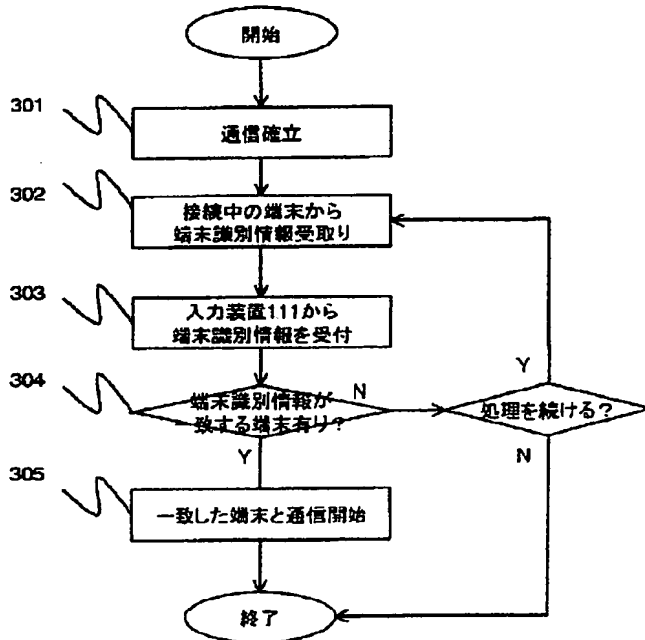 開始
301
通信確立
302
接続中の端末から
端末識別情報受取り
303
入力装置111から
端末識別情報を受付
304
端末識別情報が
致する端末有り?
N
Y
処理を続ける?
Y
N
305
一致した端末と通信開始
終了